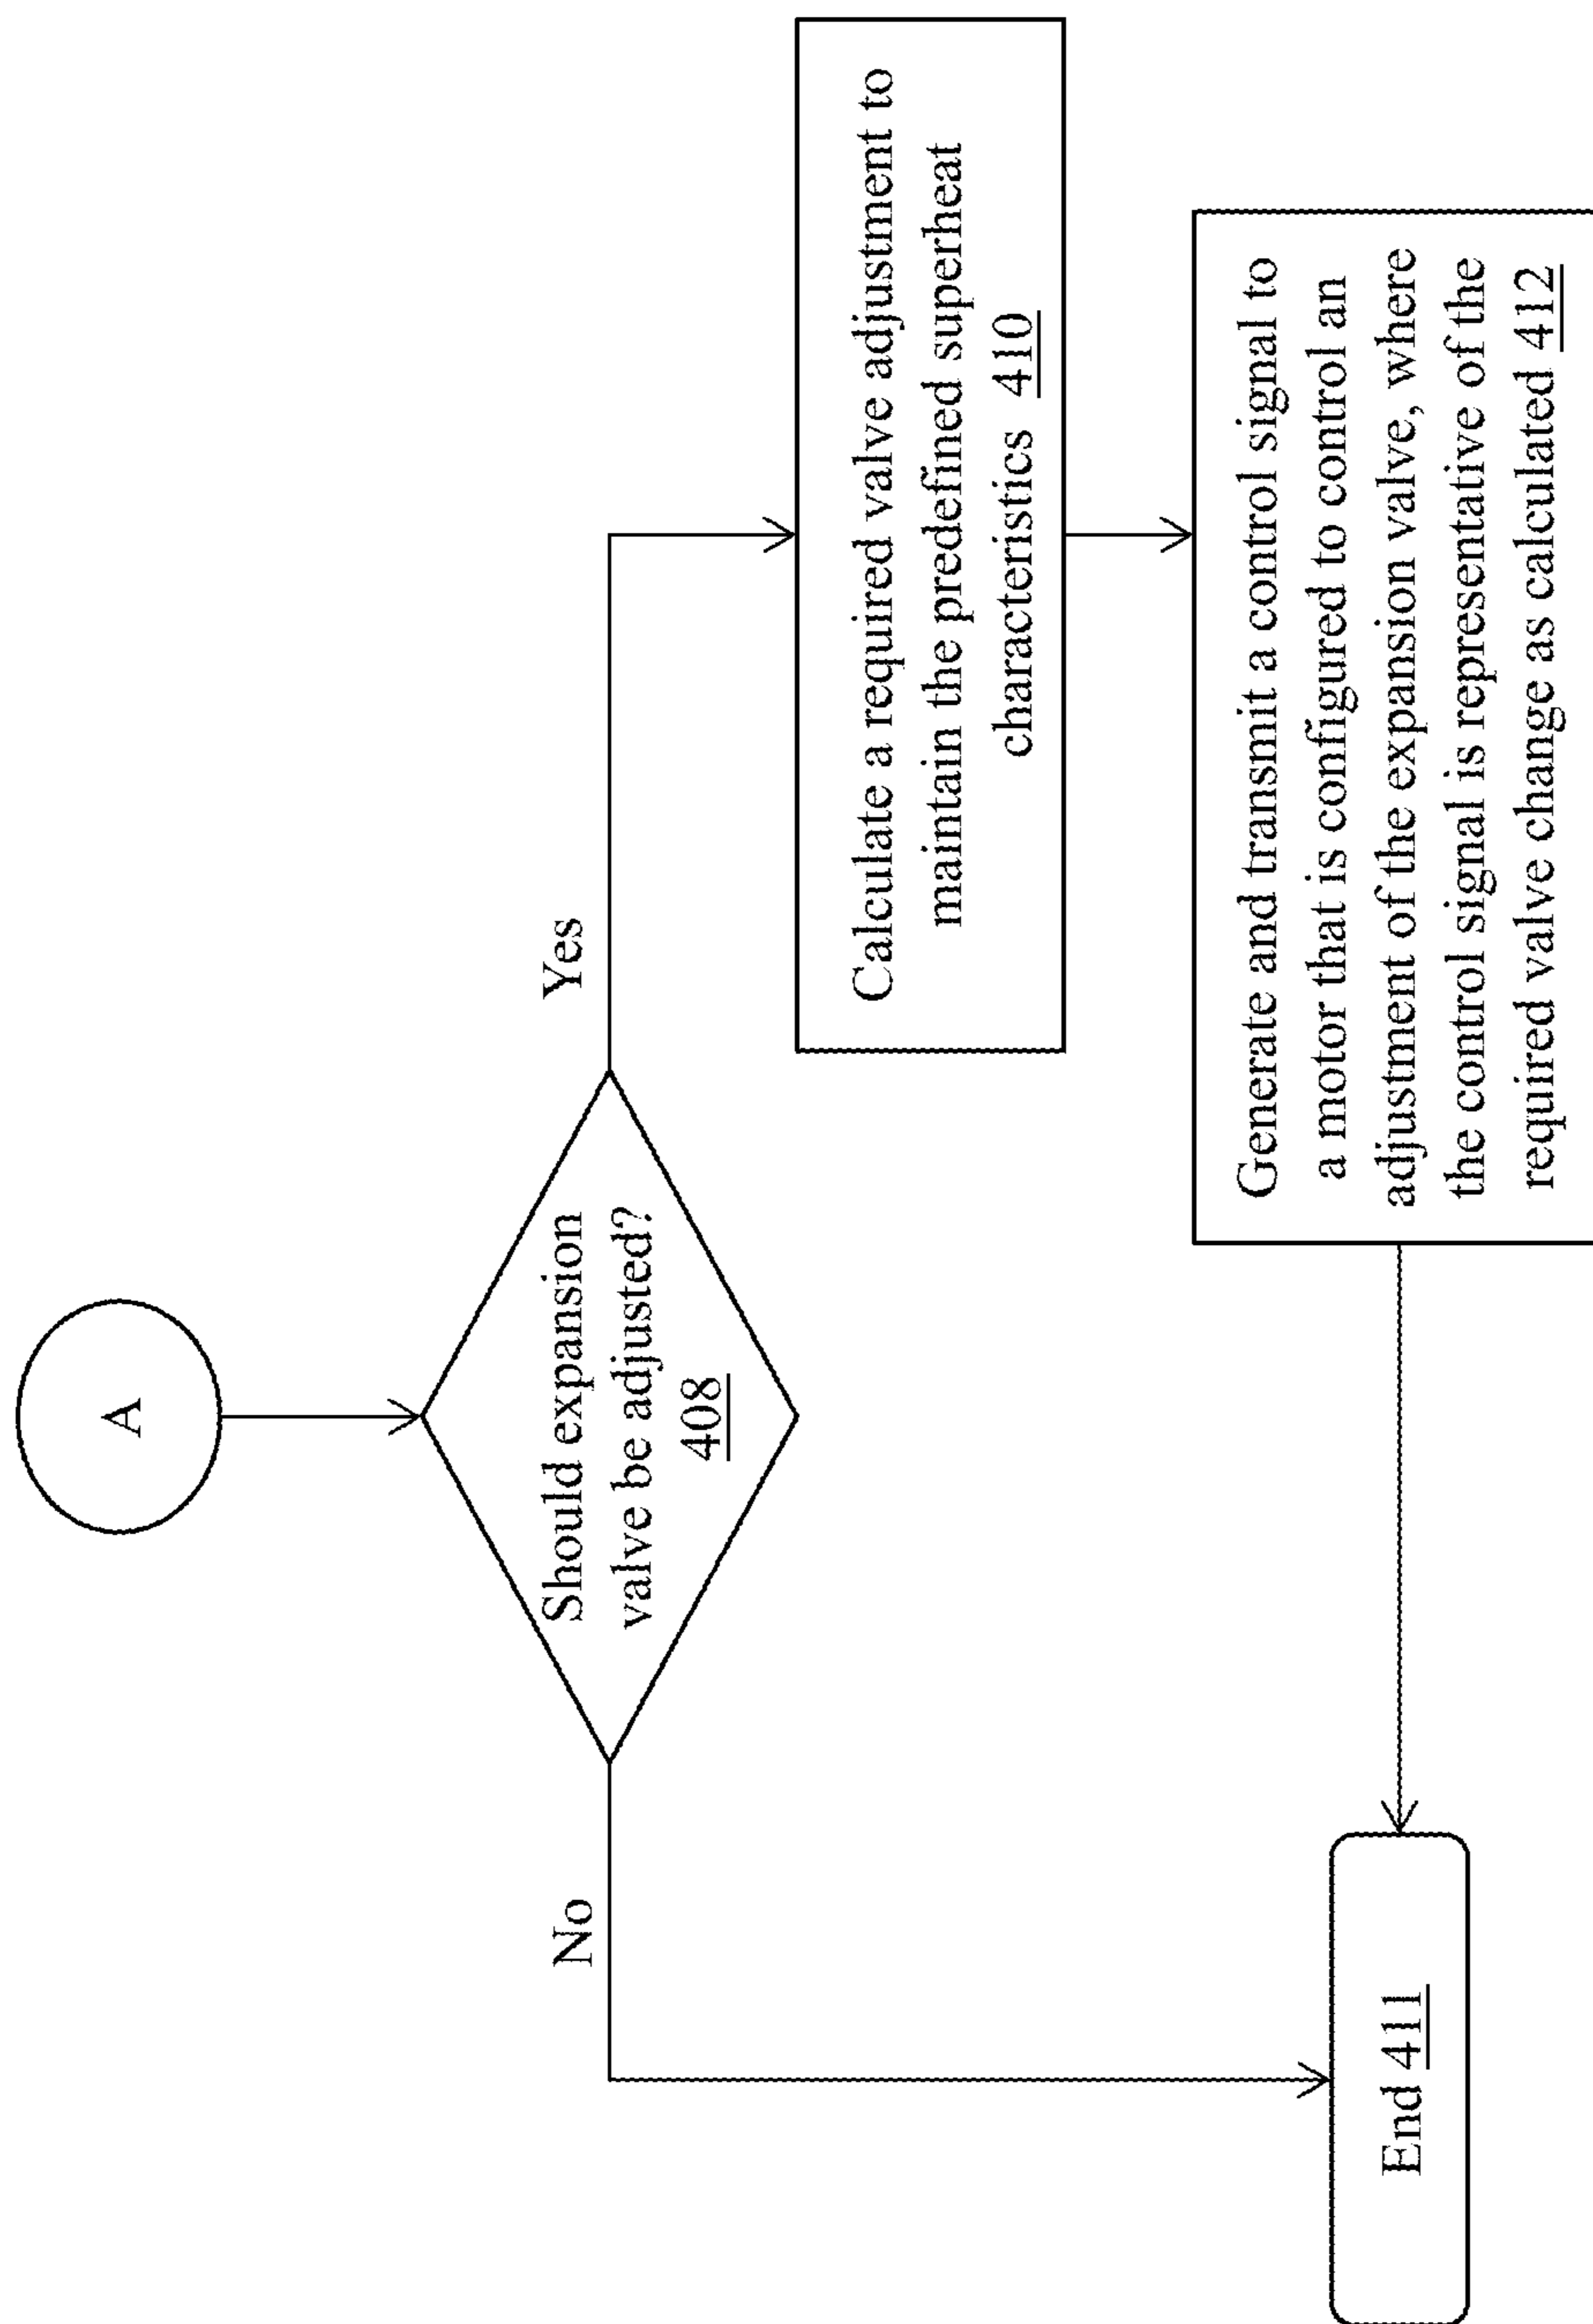 A
Should expansion
valve be adjusted?
408
Yes
No
Calculate a required valve adjustment to
maintain the predefined superheat
characteristics 410
Generate and transmit a control signal to
a motor that is configured to control an
adjustment of the expansion valve, where
the control signal is representative of the
required valve change as calculated 412
End 411